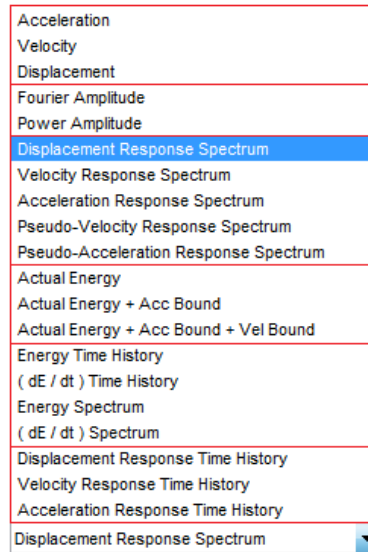 Acceleration
Velocity
Displacement
Fourier Amplitude
Power Amplitude
Displacement Response Spectrum
Velocity Response Spectrum
Acceleration Response Spectrum
Pseudo-Velocity Response Spectrum
Pseudo-Acceleration Response Spectrum
Actual Energy
Actual Energy + Acc Bound
Actual Energy + Acc Bound + Vel Bound
Energy Time History
( dE / dt ) Time History
Energy Spectrum
( dE / dt ) Spectrum
Displacement Response Time History
Velocity Response Time History
Acceleration Response Time History
Displacement Response Spectrum